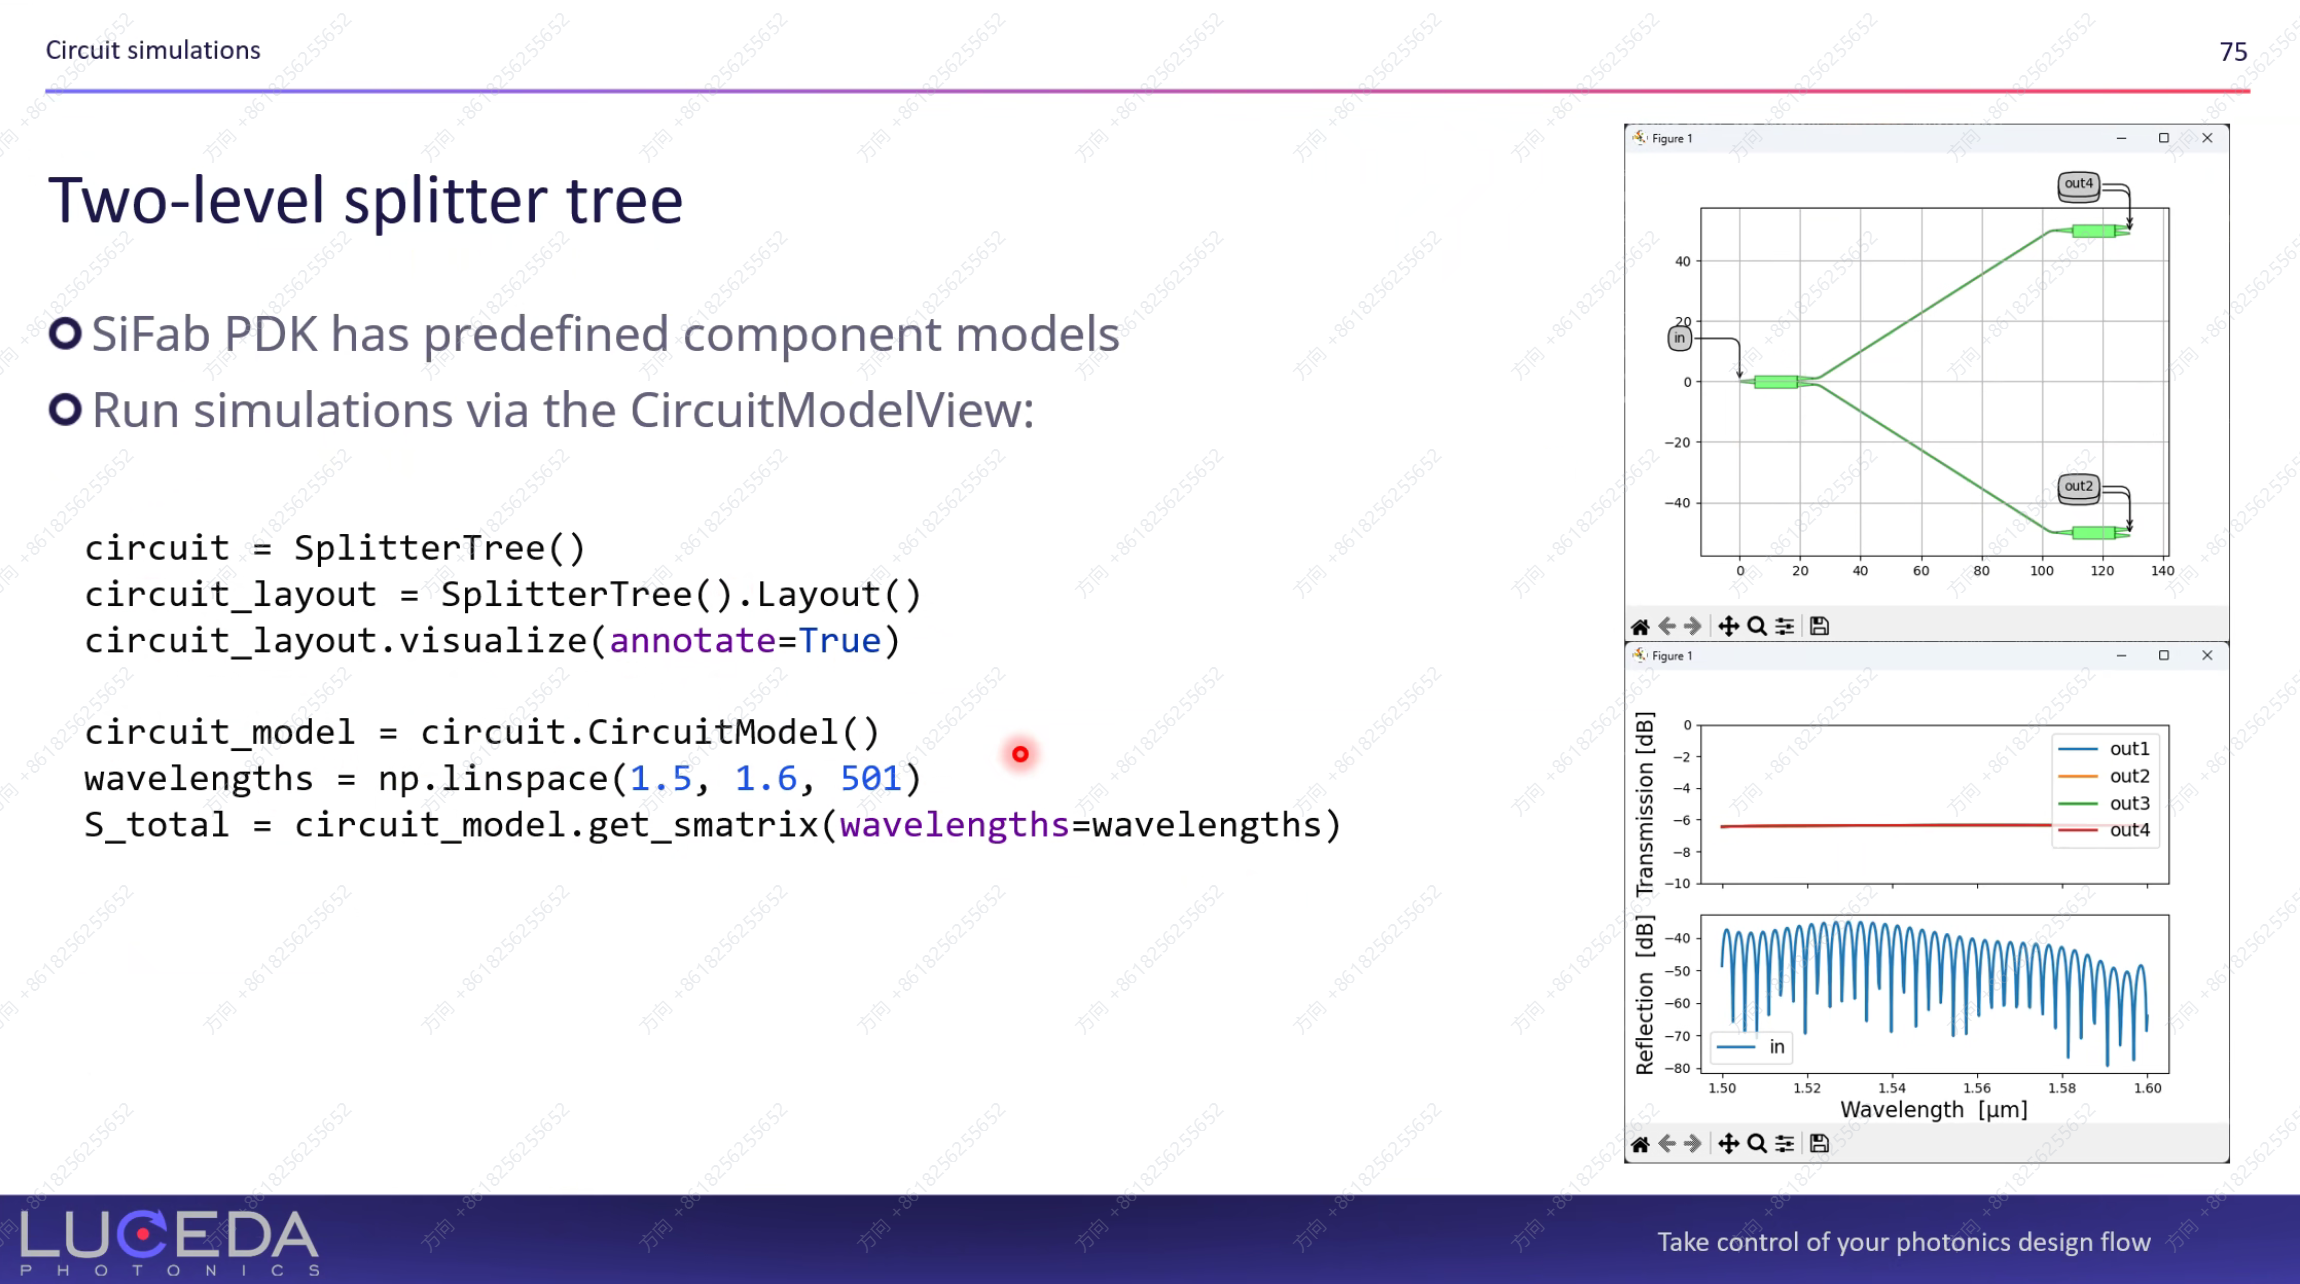 Circuit simulations
75
Two-level splitter tree
SiFab PDK has predefined component models
Run simulations via the CircuitModelView:
circuit = SplitterTree()
circuit_layout = SplitterTree().Layout()
circuit_layout.visualize(annotate=True)
circuit_model = circuit.CircuitModel()
wavelengths = np.linspace(1.5, 1.6, 501)
S_total = circuit_model.get_smatrix(wavelengths=wavelengths)
Figure 1
out4
in
out2
40
20
0
−20
−40
0 20 40 60 80 100 120 140
Figure 1
Transmission [dB]
0
−2
−4
−6
−8
−10
out1
out2
out3
out4
Reflection [dB]
−40
−50
−60
−70
−80
in
1.50 1.52 1.54 1.56 1.58 1.60
Wavelength [μm]
LUCEDA
PHOTONICS
Take control of your photonics design flow
方向 +8618256255652